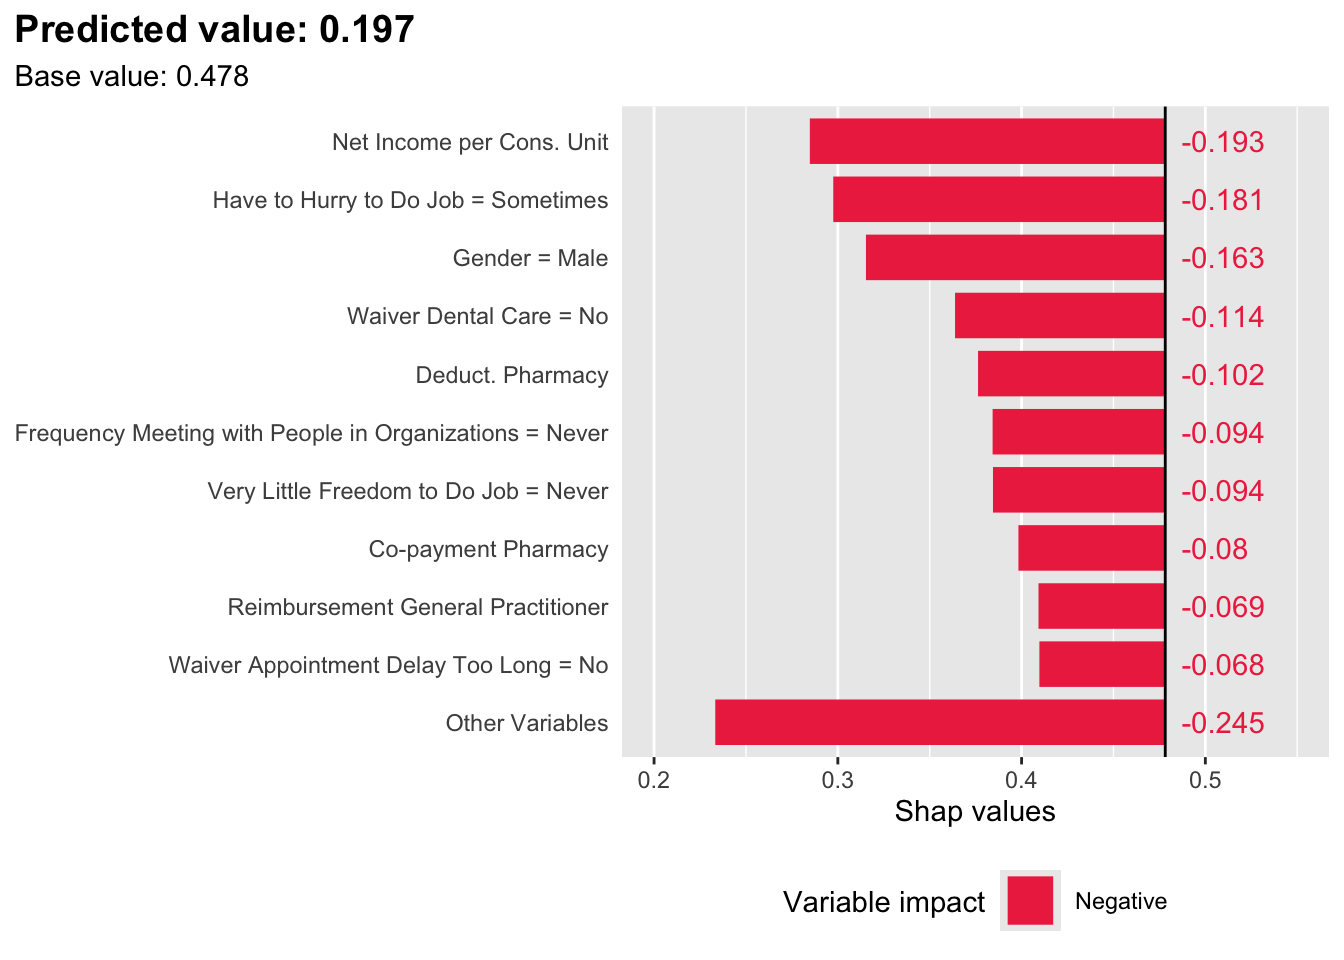 Predicted value: 0.197
Base value: 0.478
Net Income per Cons. Unit -0.193
Have to Hurry to Do Job = Sometimes -0.181
Gender = Male -0.163
Waiver Dental Care = No -0.114
Deduct. Pharmacy -0.102
Frequency Meeting with People in Organizations = Never -0.094
Very Little Freedom to Do Job = Never -0.094
Co-payment Pharmacy -0.08
Reimbursement General Practitioner -0.069
Waiver Appointment Delay Too Long = No -0.068
Other Variables -0.245
0.2 0.3 0.4 0.5
Shap values
Variable impact Negative